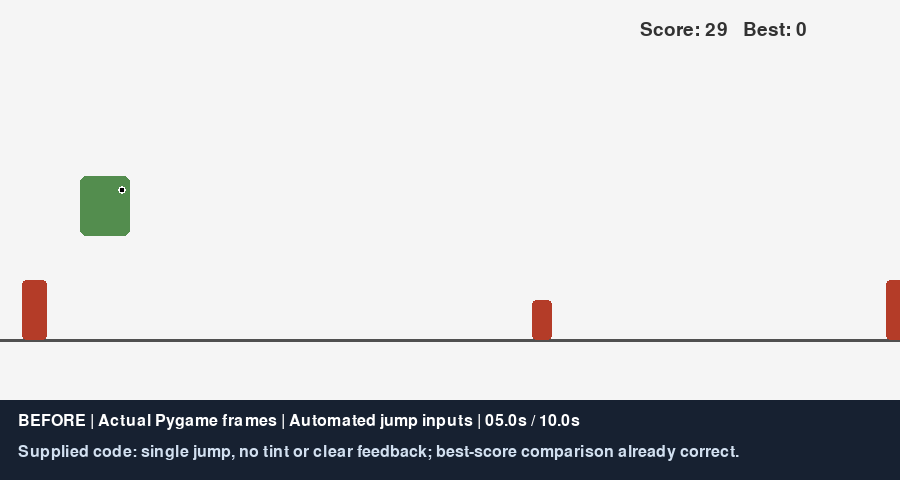 Score: 29 Best: 0
BEFORE | Actual Pygame frames | Automated jump inputs | 05.0s / 10.0s
Supplied code: single jump, no tint or clear feedback; best-score comparison already correct.